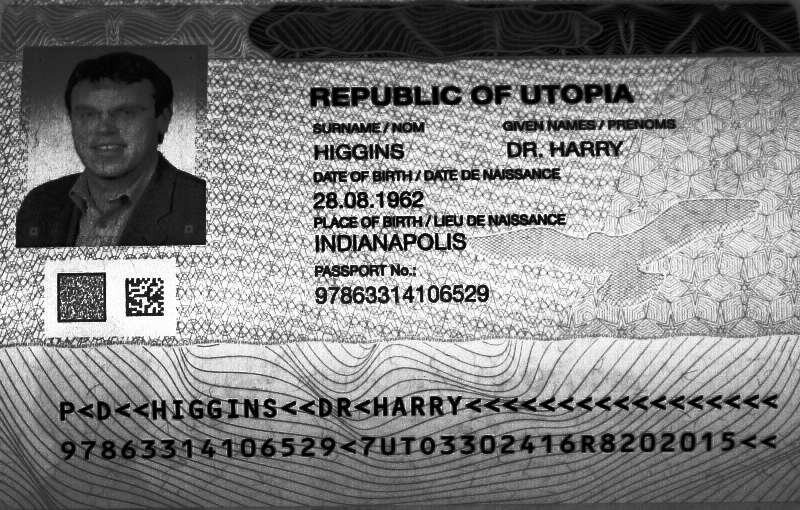 REPUBLIC OF UTOPIA
SURNAME / NOM GIVEN NAMES / PRENOMS
HIGGINS DR. HARRY
DATE OF BIRTH / DATE DE NAISSANCE
28.08.1962
PLACE OF BIRTH / LIEU DE NAISSANCE
INDIANAPOLIS
PASSPORT No.:
97863314106529
P<D<<HIGGINS<<DR<HARRY<<<<<<<<<<<<<<<<<
97863314106529<7UTO3302416R8202015<<